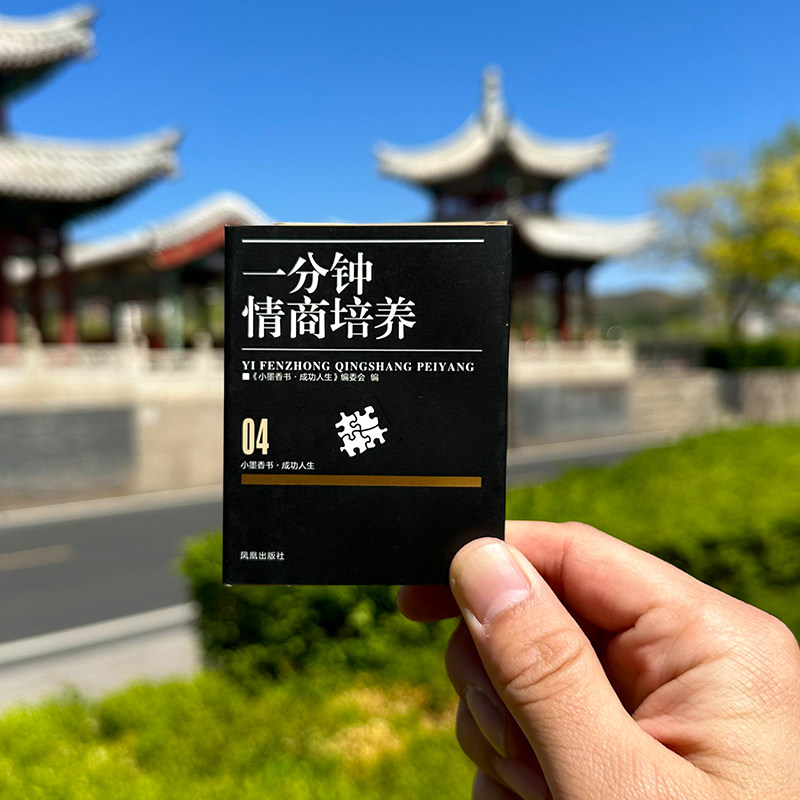 一分钟
情商培养
YI FENZHONG QINGSHANG PEIYANG
■《小墨香书·成功人生》编委会 编
04
小墨香书·成功人生
凤凰出版社